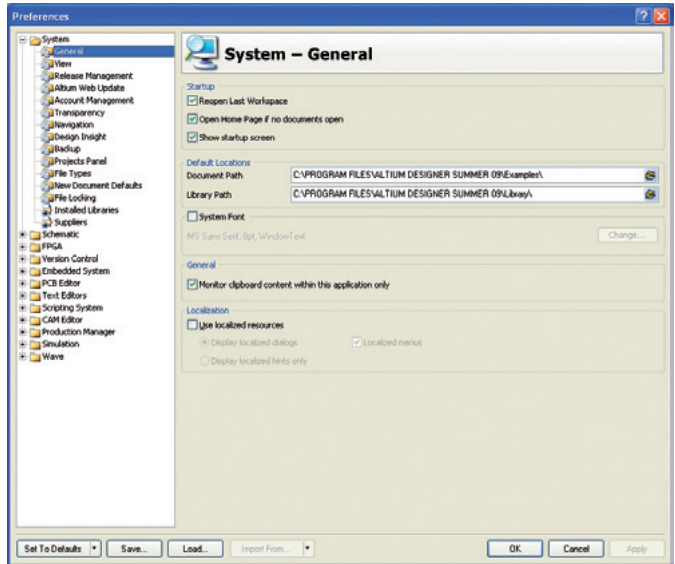 Preferences
System
General
View
Release Management
Altium Web Update
Account Management
Transparency
Navigation
Design Insight
Backup
Projects Panel
File Types
New Document Defaults
File Locking
Installed Libraries
Suppliers
Schematic
FPGA
Version Control
Embedded System
PCB Editor
Text Editors
Scripting System
CAM Editor
Production Manager
Simulation
Wave
System – General
Startup
Reopen Last Workspace
Open Home Page if no documents open
Show startup screen
Default Locations
Document Path C:\PROGRAM FILES\ALTIUM DESIGNER SUMMER 09\Examples\
Library Path C:\PROGRAM FILES\ALTIUM DESIGNER SUMMER 09\Library\
System Font
MS Sans Serif, 8pt, WindowText Change...
General
Monitor clipboard content within this application only
Localization
Use localized resources
Display localized dialogs Localized menus
Display localized hints only
Set To Defaults Save... Load... Import From... OK Cancel Apply